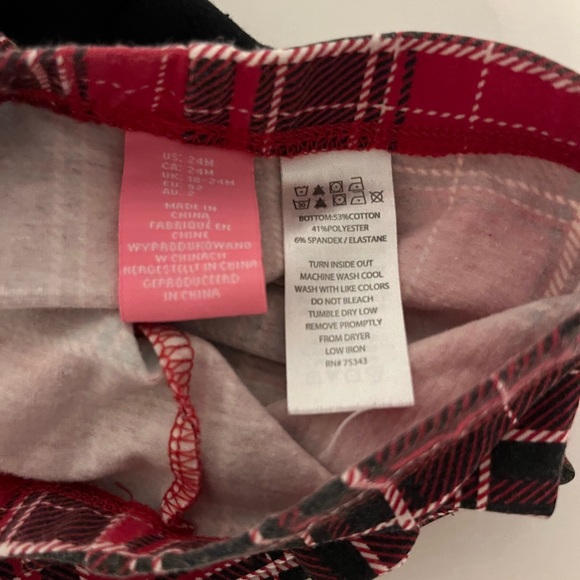 US: 24M
CA: 24M
UK: 18-24M
EU: 92
AU: 2
MADE IN
CHINA
FABRIQUÉ EN
CHINE
WYPRODUKOWANO
W CHINACH
HERGESTELLT IN CHINA
GEPRODUCEERD
IN CHINA
BOTTOM:53%COTTON
41%POLYESTER
6% SPANDEX / ELASTANE
TURN INSIDE OUT
MACHINE WASH COOL
WASH WITH LIKE COLORS
DO NOT BLEACH
TUMBLE DRY LOW
REMOVE PROMPTLY
FROM DRYER
LOW IRON
RN# 75343